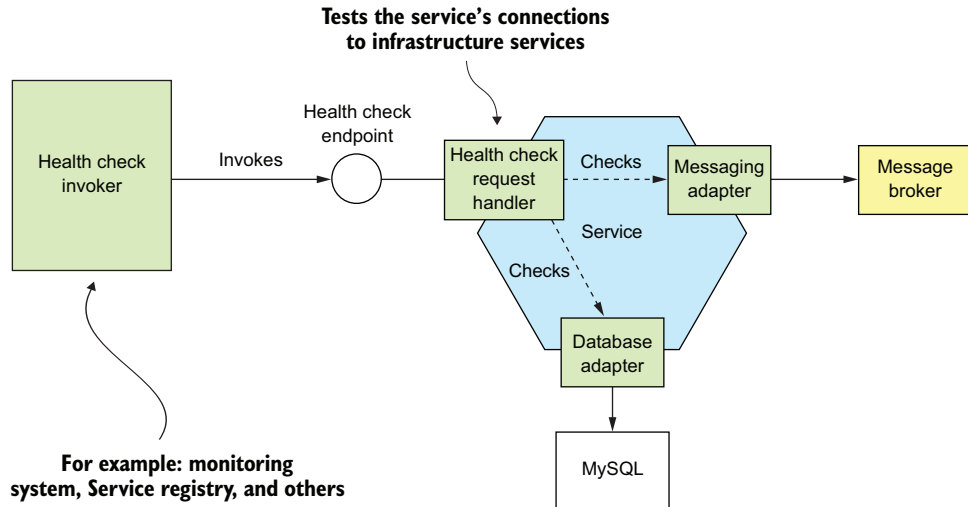 Tests the service’s connections
to infrastructure services
Health check
endpoint
Health check
invoker
Invokes
Health check
request
handler
Checks
Messaging
adapter
Message
broker
Service
Checks
Database
adapter
MySQL
For example: monitoring
system, Service registry, and others